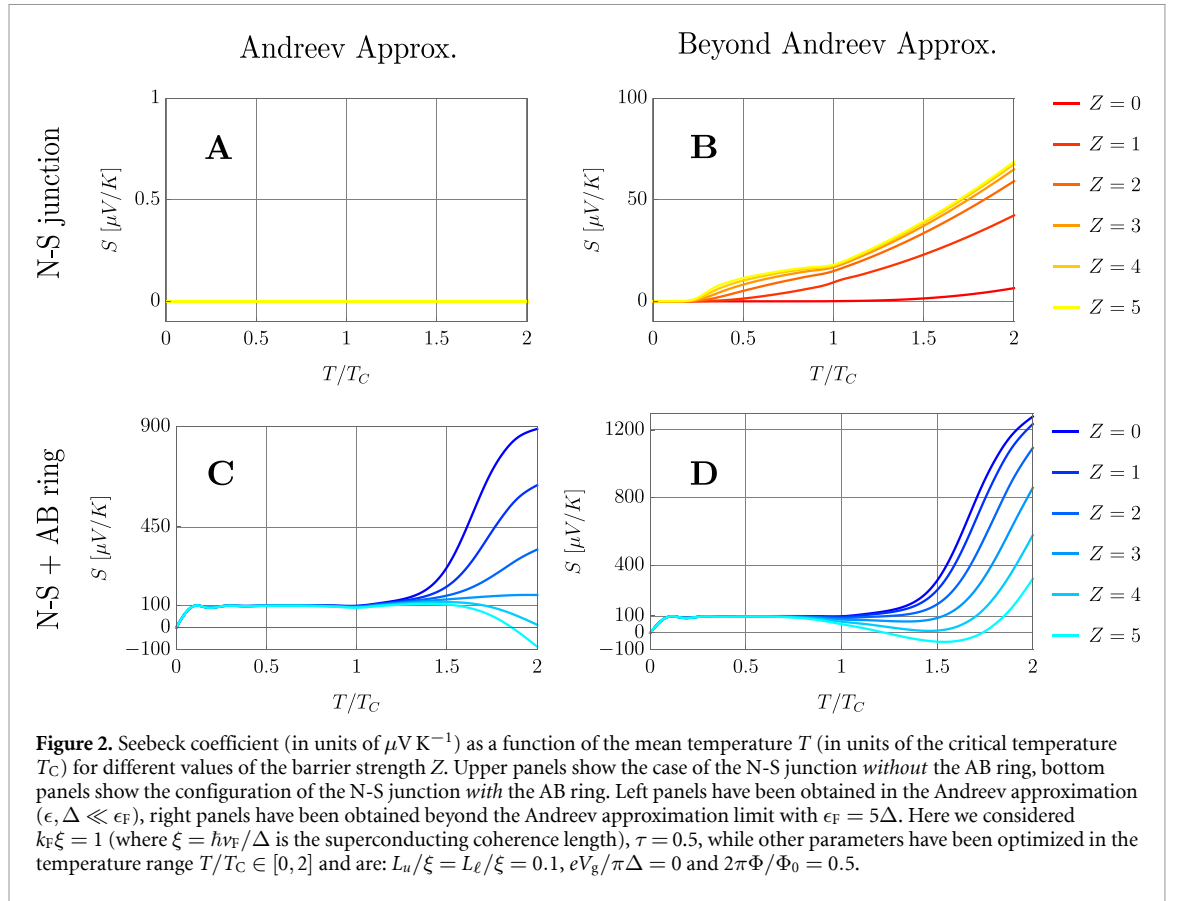 Andreev Approx.
Beyond Andreev Approx.
N-S junction
A
S [μV/K]
1
0.5
0
0 0.5 1 1.5 2
T/T_C
B
S [μV/K]
100
50
0
0 0.5 1 1.5 2
T/T_C
Z = 0
Z = 1
Z = 2
Z = 3
Z = 4
Z = 5
N-S + AB ring
C
S [μV/K]
900
450
100
0
−100
0 0.5 1 1.5 2
T/T_C
D
S [μV/K]
1200
800
400
100
0
−100
0 0.5 1 1.5 2
T/T_C
Z = 0
Z = 1
Z = 2
Z = 3
Z = 4
Z = 5
Figure 2. Seebeck coefficient (in units of μV K⁻¹) as a function of the mean temperature T (in units of the critical temperature
T_C) for different values of the barrier strength Z. Upper panels show the case of the N-S junction without the AB ring, bottom
panels show the configuration of the N-S junction with the AB ring. Left panels have been obtained in the Andreev approximation
(ϵ, Δ ≪ ϵ_F), right panels have been obtained beyond the Andreev approximation limit with ϵ_F = 5Δ. Here we considered
k_Fξ = 1 (where ξ = ħv_F/Δ is the superconducting coherence length), τ = 0.5, while other parameters have been optimized in the
temperature range T/T_C ∈ [0, 2] and are: L_u/ξ = L_ℓ/ξ = 0.1, eV_g/πΔ = 0 and 2πΦ/Φ₀ = 0.5.